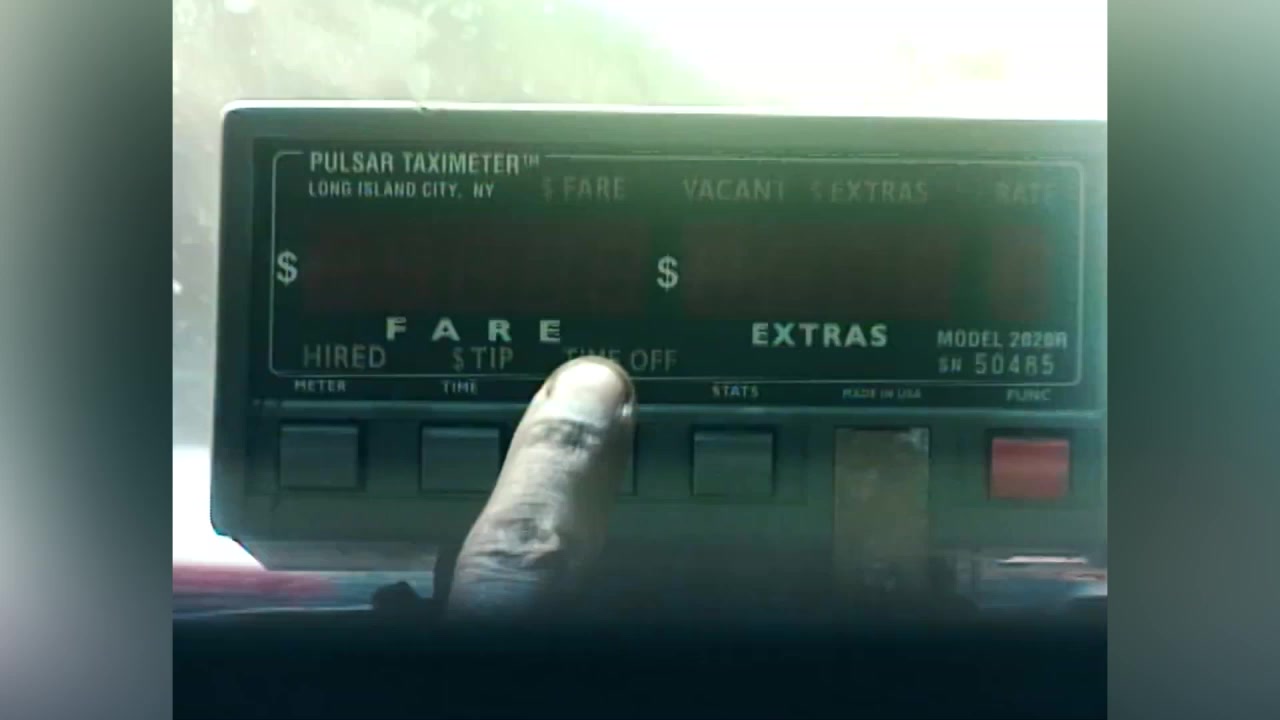 PULSAR TAXIMETER™
LONG ISLAND CITY, NY
$ FARE VACANT $ EXTRAS RATE
$ $
FARE EXTRAS
HIRED $ TIP TIME OFF
MODEL 2020R
SN 50485
METER TIME STATS MADE IN USA FUNC